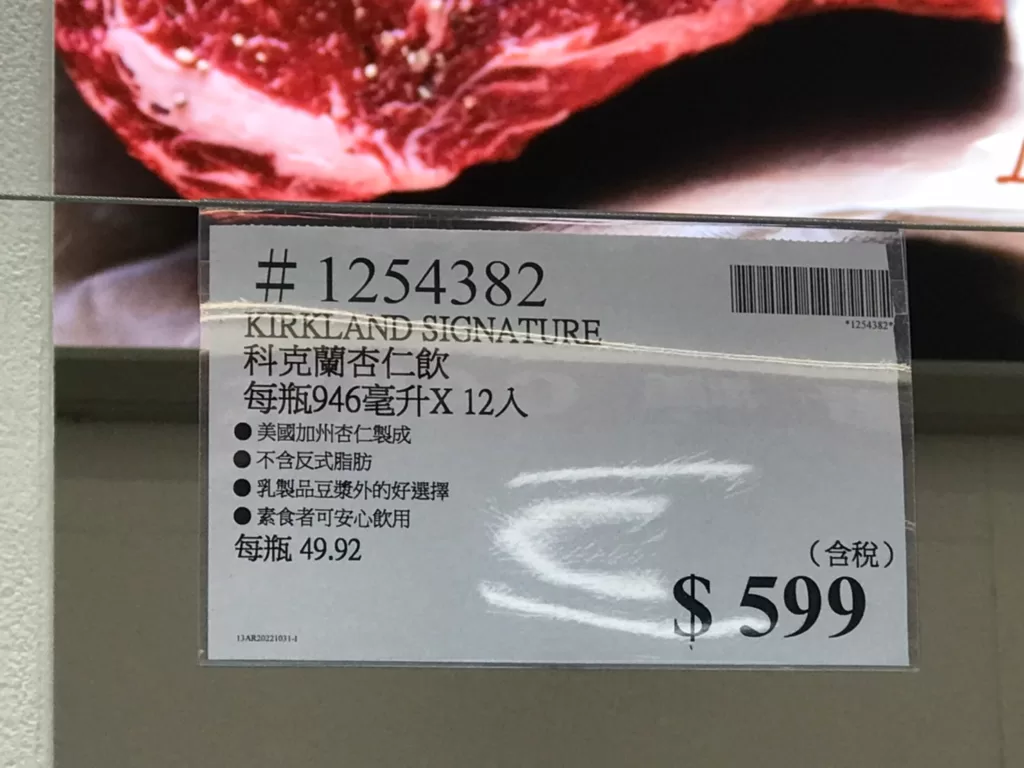 # 1254382
*1254382*
KIRKLAND SIGNATURE
科克蘭杏仁飲
每瓶946毫升X 12入
● 美國加州杏仁製成
● 不含反式脂肪
● 乳製品豆漿外的好選擇
● 素食者可安心飲用
每瓶 49.92
（含稅）
$ 599
13AR20221031-I